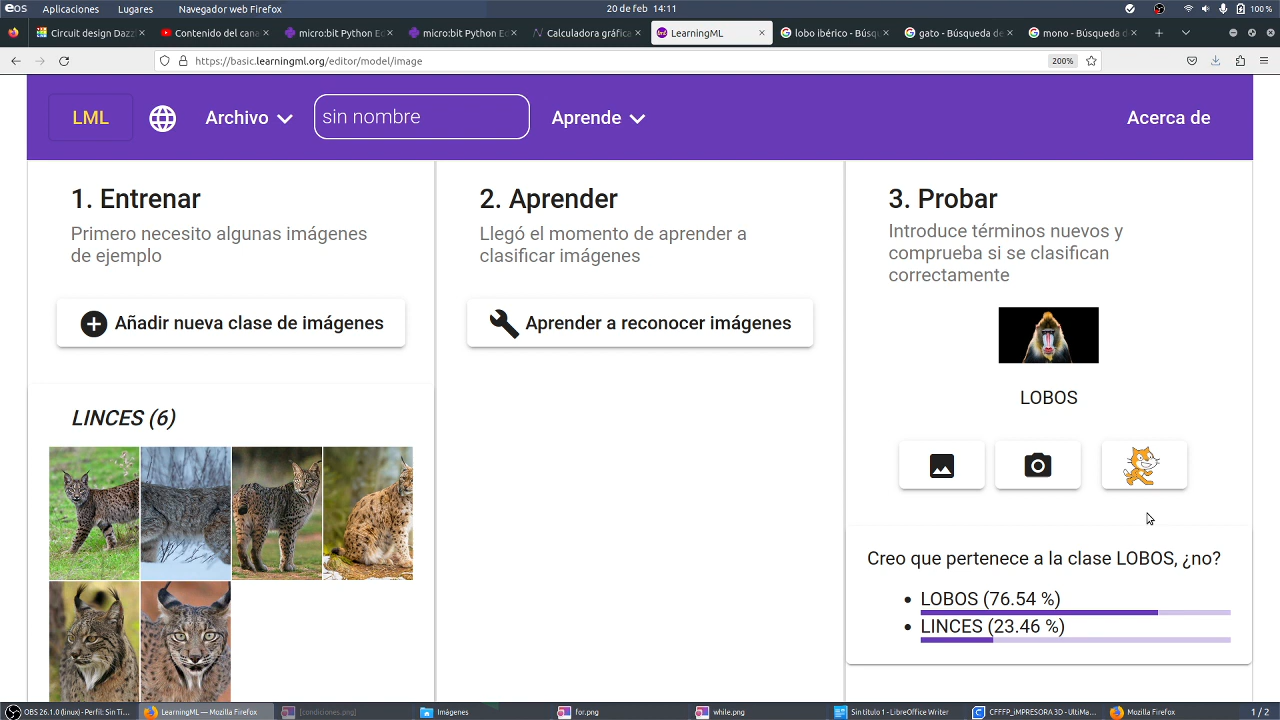 eos Aplicaciones Lugares Navegador web Firefox 20 de feb 14:11 100 %
Circuit design Dazz Contenido del cana micro:bit Python Ed micro:bit Python Ed Calculadora gráfica LearningML lobo ibérico - Búsq gato - Búsqueda de mono - Búsqueda d
https://basic.learningml.org/editor/model/image 200%
LML Archivo sin nombre Aprende Acerca de
1. Entrenar
Primero necesito algunas imágenes
de ejemplo
Añadir nueva clase de imágenes
LINCES (6)
2. Aprender
Llegó el momento de aprender a
clasificar imágenes
Aprender a reconocer imágenes
3. Probar
Introduce términos nuevos y
comprueba si se clasifican
correctamente
LOBOS
Creo que pertenece a la clase LOBOS, ¿no?
LOBOS (76.54 %)
LINCES (23.46 %)
OBS 26.1.0 (linux) - Perfil: Sin Ti... LearningML — Mozilla Firefox [condiciones.png] Imágenes for.png while.png Sin título 1 - LibreOffice Writer CFFFP_iMPRESORA 3D - UltiMa... Mozilla Firefox 1 / 2